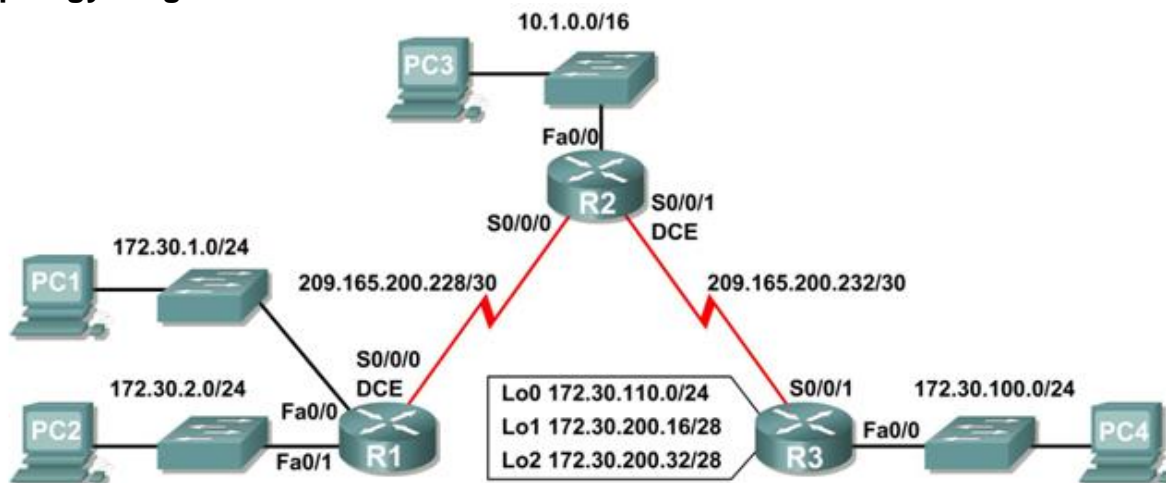 10.1.0.0/16
PC3
Fa0/0
R2
S0/0/0
S0/0/1
DCE
172.30.1.0/24
PC1
209.165.200.228/30
209.165.200.232/30
S0/0/0
DCE
172.30.2.0/24
PC2
Fa0/0
Fa0/1
R1
Lo0 172.30.110.0/24
Lo1 172.30.200.16/28
Lo2 172.30.200.32/28
S0/0/1
R3
Fa0/0
172.30.100.0/24
PC4